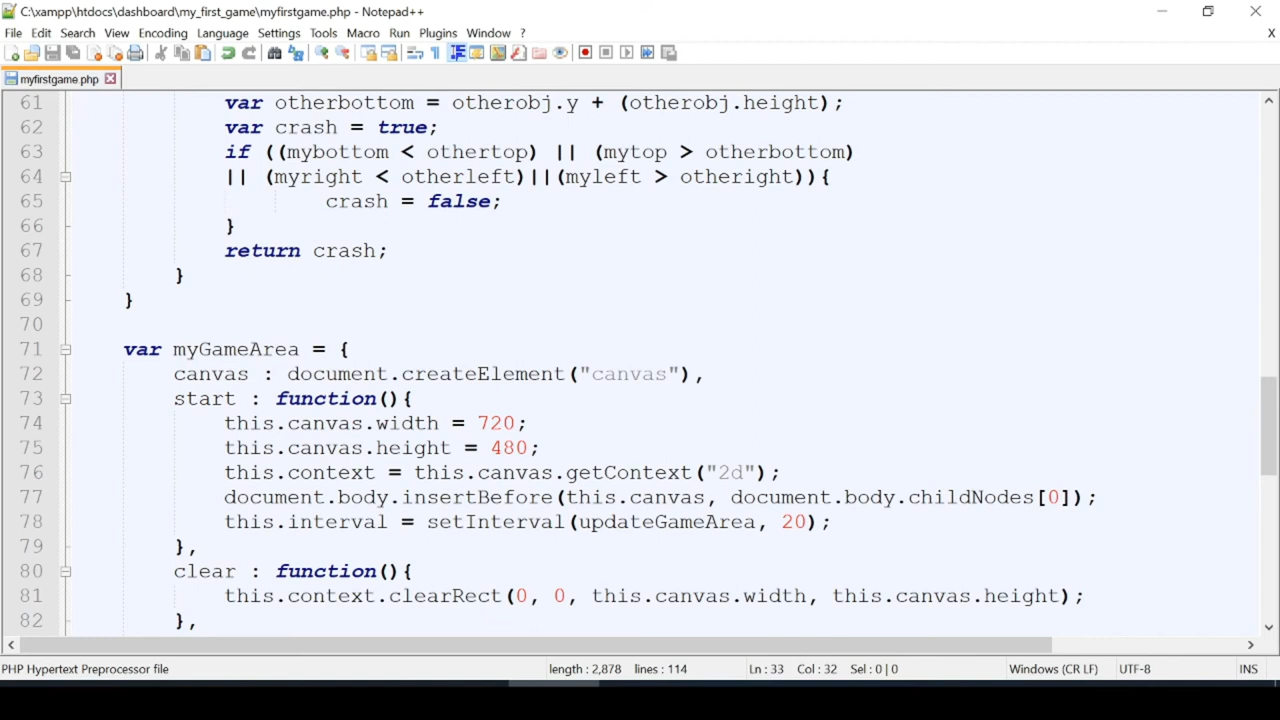 C:\xampp\htdocs\dashboard\my_first_game\myfirstgame.php - Notepad++
File Edit Search View Encoding Language Settings Tools Macro Run Plugins Window ? X
myfirstgame.php
61 var otherbottom = otherobj.y + (otherobj.height);
62 var crash = true;
63 if ((mybottom < othertop) || (mytop > otherbottom)
64 || (myright < otherleft)||(myleft > otheright)){
65 crash = false;
66 }
67 return crash;
68 }
69 }
70
71 var myGameArea = {
72 canvas : document.createElement("canvas"),
73 start : function(){
74 this.canvas.width = 720;
75 this.canvas.height = 480;
76 this.context = this.canvas.getContext("2d");
77 document.body.insertBefore(this.canvas, document.body.childNodes[0]);
78 this.interval = setInterval(updateGameArea, 20);
79 },
80 clear : function(){
81 this.context.clearRect(0, 0, this.canvas.width, this.canvas.height);
82 },
PHP Hypertext Preprocessor file length : 2,878 lines : 114 Ln : 33 Col : 32 Sel : 0 | 0 Windows (CR LF) UTF-8 INS